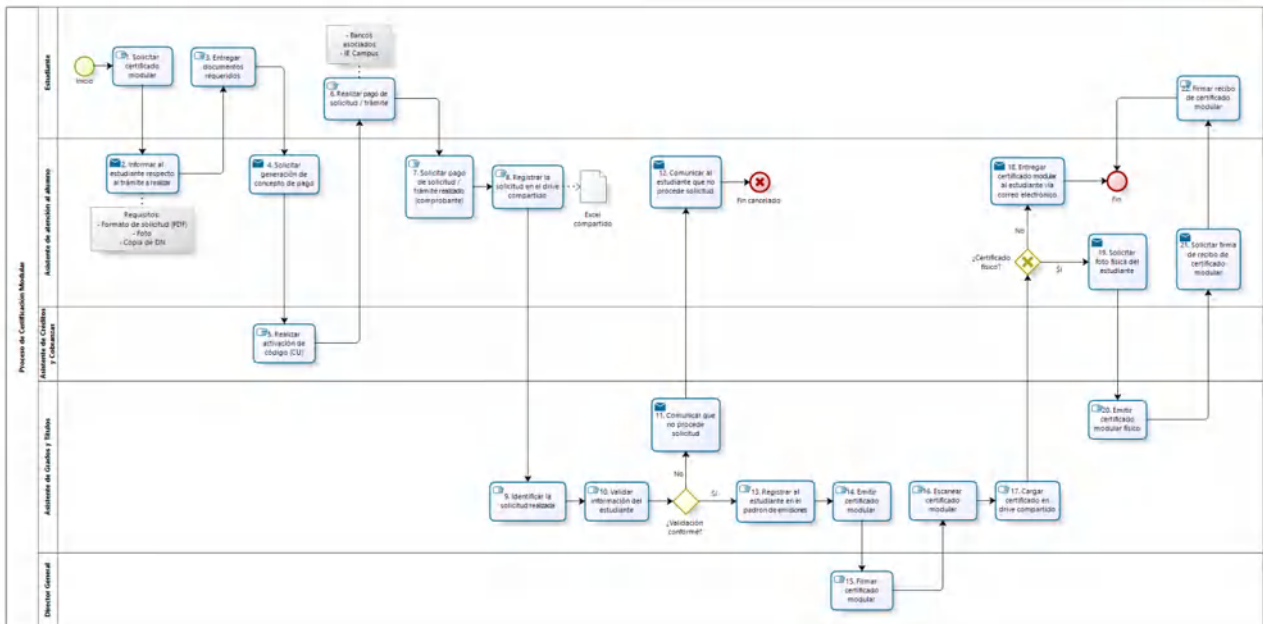 Proceso de Certificación Modular
Estudiante
Inicio
1. Solicitar
certificado
modular
3. Entregar
documentos
requeridos
- Bancos
asociados
- IE Campus
6. Realizar pago de
solicitud / trámite
22. Firmar recibo
de certificado
modular
Asistente de atención al alumno
2. Informar al
estudiante respecto
al trámite a realizar
Requisitos:
- Formato de solicitud (PDF)
- Foto
- Copia de DNI
4. Solicitar
generación de
concepto de pago
7. Solicitar pago
de solicitud /
trámite realizado
(comprobante)
8. Registrar la
solicitud en el drive
compartido
Excel
compartido
12. Comunicar al
estudiante que no
procede solicitud
Fin cancelado
18. Entregar
certificado modular
al estudiante vía
correo electrónico
Fin
No
¿Certificado
físico?
Sí
19. Solicitar
foto física del
estudiante
21. Solicitar firma
de recibo de
certificado
modular
Asistente de Créditos
y Cobranzas
5. Realizar
activación de
código (CU)
Asistente de Grados y Títulos
11. Comunicar que
no procede
solicitud
No
9. Identificar la
solicitud realizada
10. Validar
información del
estudiante
¿Validación
conforme?
Sí
13. Registrar al
estudiante en el
padron de emisiones
14. Emitir
certificado
modular
16. Escanear
certificado
modular
17. Cargar
certificado en
drive compartido
20. Emitir
certificado
modular físico
Director General
15. Firmar
certificado
modular